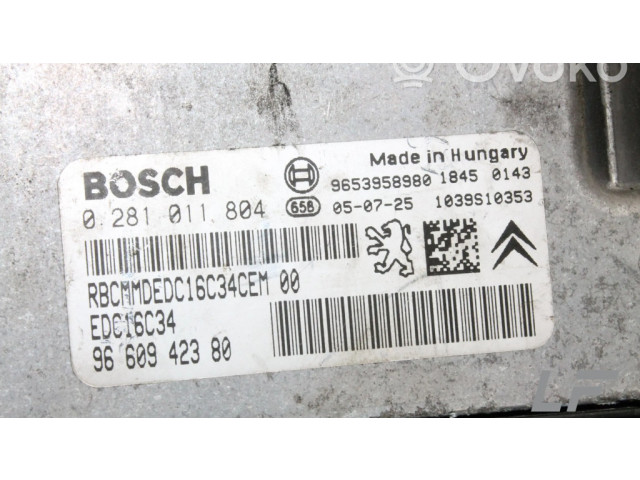 OVOKO
Made in Hungary
BOSCH
9653958980 1845 0143
0 281 011 804
658 05-07-25 1039S10353
RBCMMDEDC16C34CEM 00
EDC16C34
96 609 423 80
LF